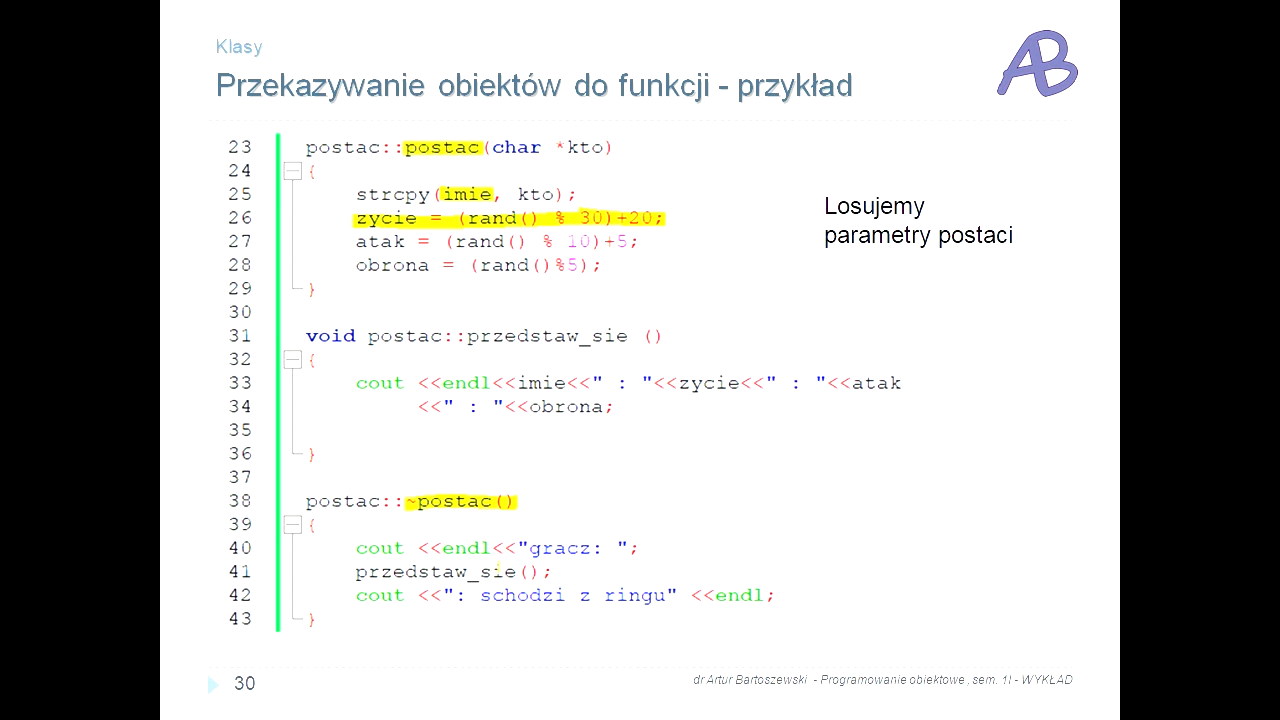 Klasy
AB
Przekazywanie obiektów do funkcji - przykład
23 postac::postac(char *kto)
24 {
25 strcpy(imie, kto);
26 zycie = (rand() % 30)+20;
27 atak = (rand() % 10)+5;
28 obrona = (rand()%5);
29 }
30
31 void postac::przedstaw_sie ()
32 {
33 cout <<endl<<imie<<" : "<<zycie<<" : "<<atak
34 <<" : "<<obrona;
35
36 }
37
38 postac::~postac()
39 {
40 cout <<endl<<"gracz: ";
41 przedstaw_sie();
42 cout <<": schodzi z ringu" <<endl;
43 }
Losujemy
parametry postaci
30
dr Artur Bartoszewski - Programowanie obiektowe, sem. 1I - WYKŁAD